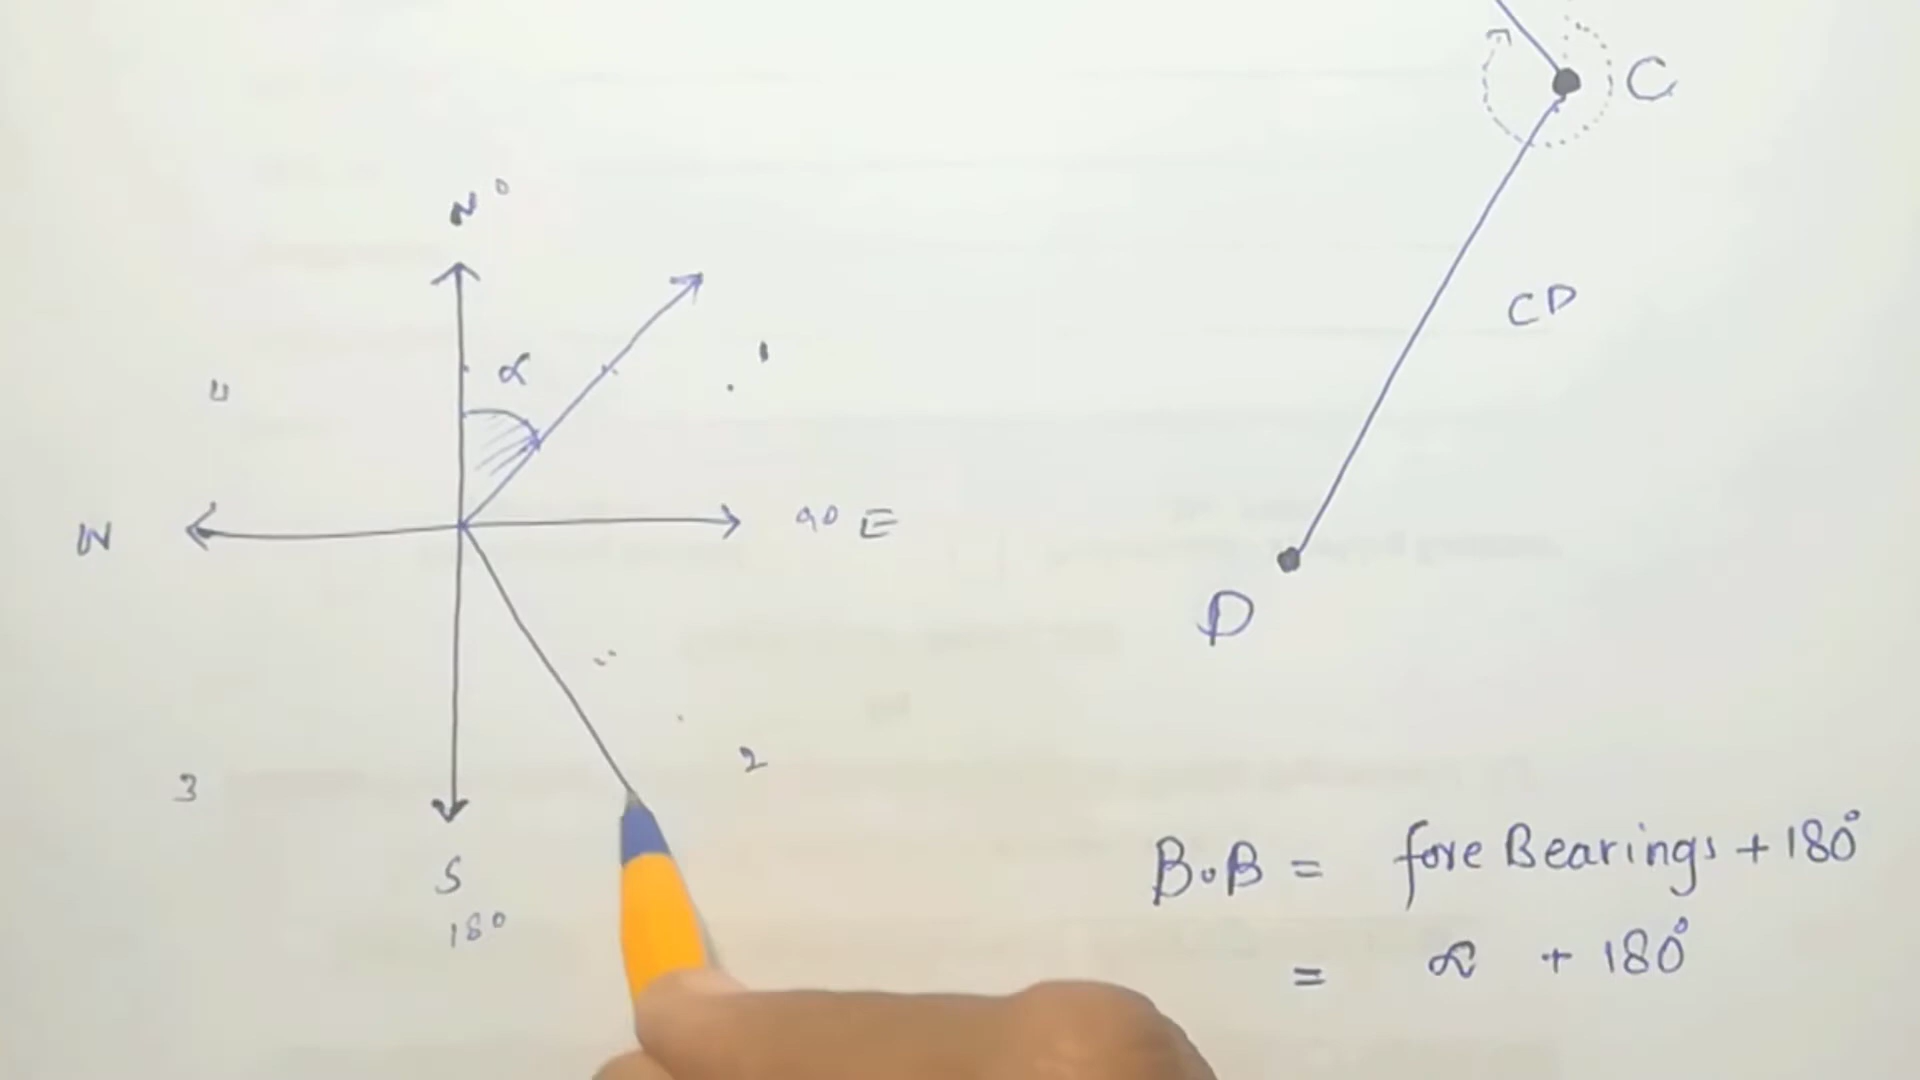 C
N 0
α
1
4
CD
W
90 E
D
2
3
B.B = fore Bearings + 180°
S
= α + 180°
180